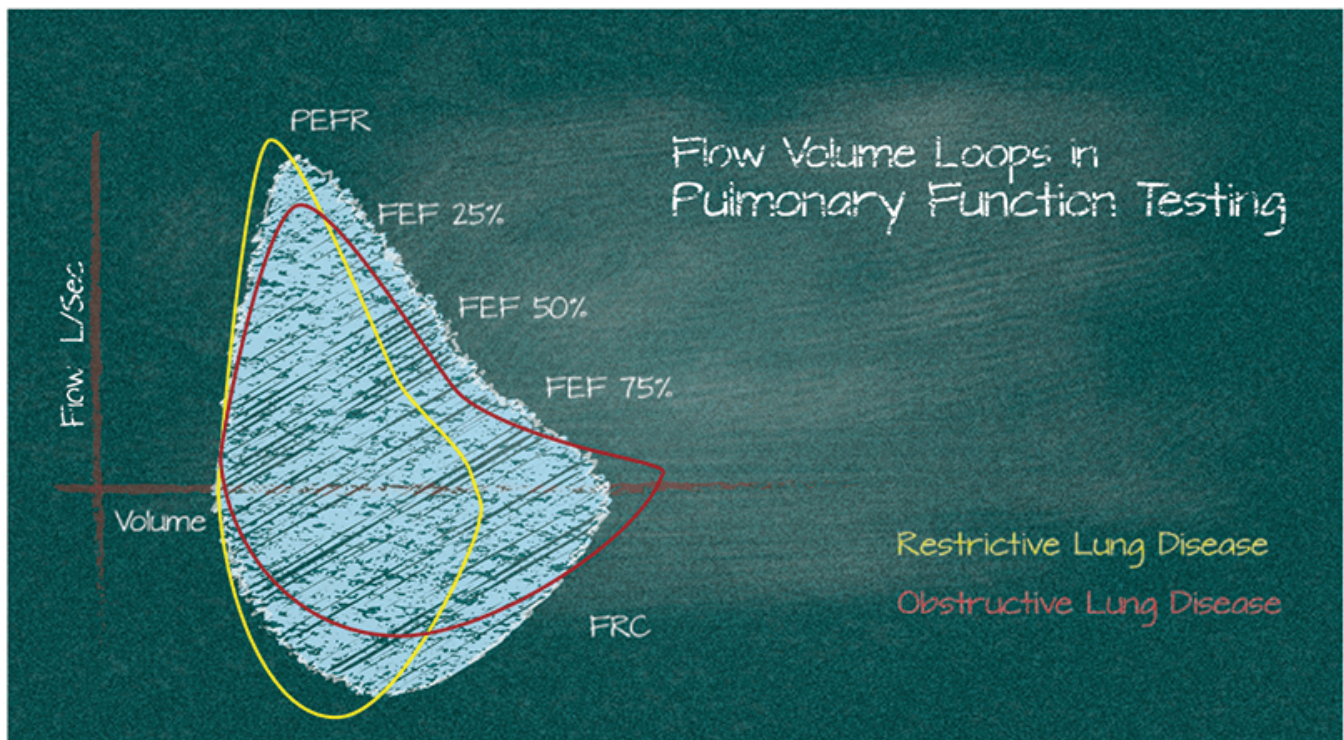 PEFR
Flow Volume Loops in
Pulmonary Function Testing
FEF 25%
FEF 50%
FEF 75%
Flow L/Sec
Volume
Restrictive Lung Disease
Obstructive Lung Disease
FRC